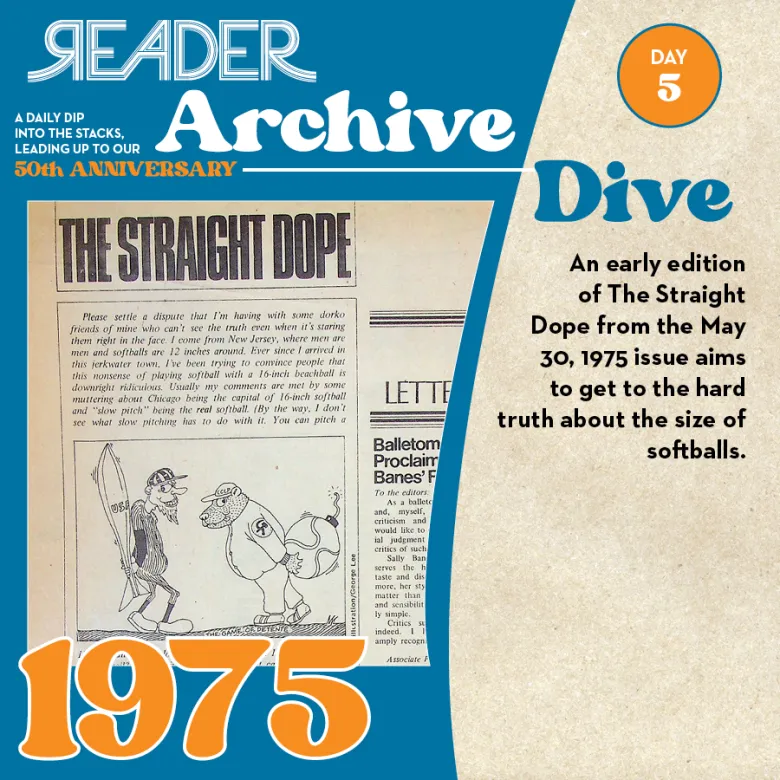 READER
A DAILY DIP
INTO THE STACKS,
LEADING UP TO OUR
50th ANNIVERSARY
Archive
Dive
DAY
5
An early edition
of The Straight
Dope from the May
30, 1975 issue aims
to get to the hard
truth about the size of
softballs.
THE STRAIGHT DOPE
Please settle a dispute that I'm having with some dorko
friends of mine who can't see the truth even when it's staring
them right in the face. I come from New Jersey, where men are
men and softballs are 12 inches around. Ever since I arrived in
this jerkwater town, I've been trying to convince people that
this nonsense of playing softball with a 16-inch beachball is
downright ridiculous. Usually my comments are met by some
muttering about Chicago being the capital of 16-inch softball
and "slow pitch" being the real softball. (By the way, I don't
see what slow pitching has to do with it. You can pitch a
USA
CCCP
THE GAME OF DETENTE
Illustration/George Lee
LETTE
Balletom
Proclaim
Banes' F
To the editors:
As a balleto
and, myself,
criticism and
would like to
ial judgment
critics of such
Sally Ban
serves the h
taste and dis
more, her sty
matter than
and sensibilit
ly simple.
Critics su
indeed. I h
amply recogn
Associate F
1975